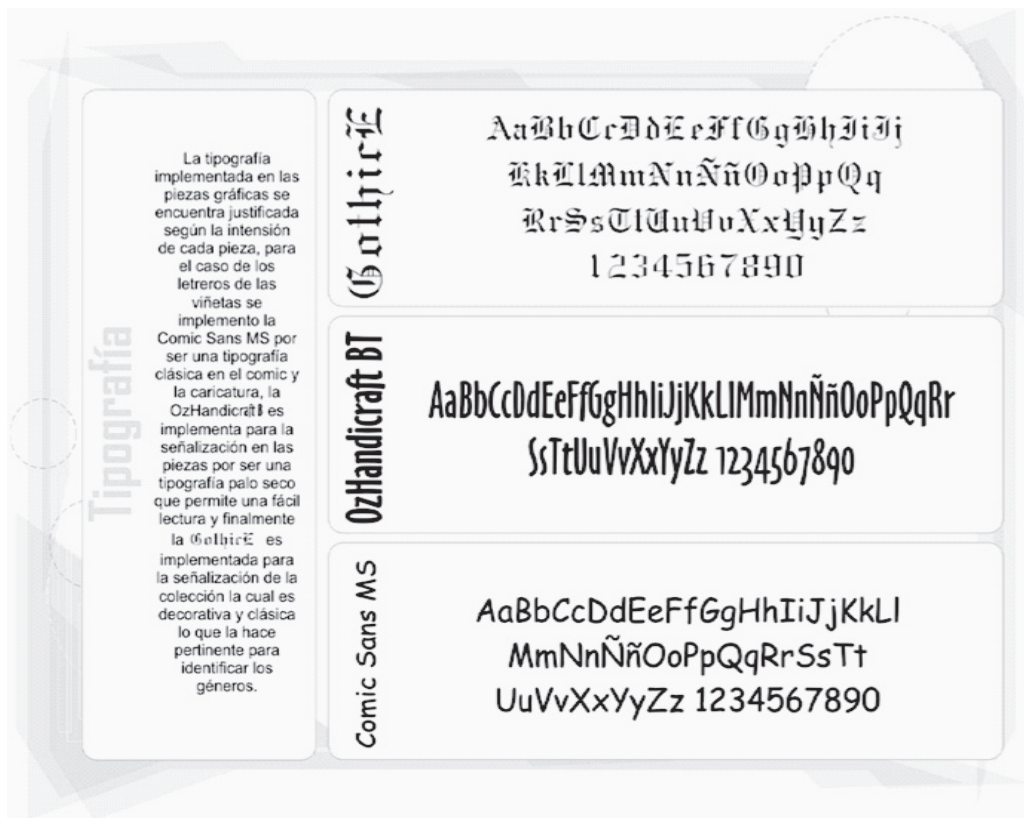 Tipografía
La tipografía
implementada en las
piezas gráficas se
encuentra justificada
según la intensión
de cada pieza, para
el caso de los
letreros de las
viñetas se
implemento la
Comic Sans MS por
ser una tipografía
clásica en el comic y
la caricatura, la
OzHandicraft es
implementa para la
señalización en las
piezas por ser una
tipografía palo seco
que permite una fácil
lectura y finalmente
la GothicE es
implementada para
la señalización de la
colección la cual es
decorativa y clásica
lo que la hace
pertinente para
identificar los
géneros.
GothicE
AaBbCcDdEeFfGgHhIiJj
KkLlMmNnÑñOoPpQq
RrSsTtUuVvXxYyZz
1234567890
OzHandicraft BT
AaBbCcDdEeFfGgHhIiJjKkLlMmNnÑñOoPpQqRr
SsTtUuVvXxYyZz 1234567890
Comic Sans MS
AaBbCcDdEeFfGgHhIiJjKkLl
MmNnÑñOoPpQqRrSsTt
UuVvXxYyZz 1234567890